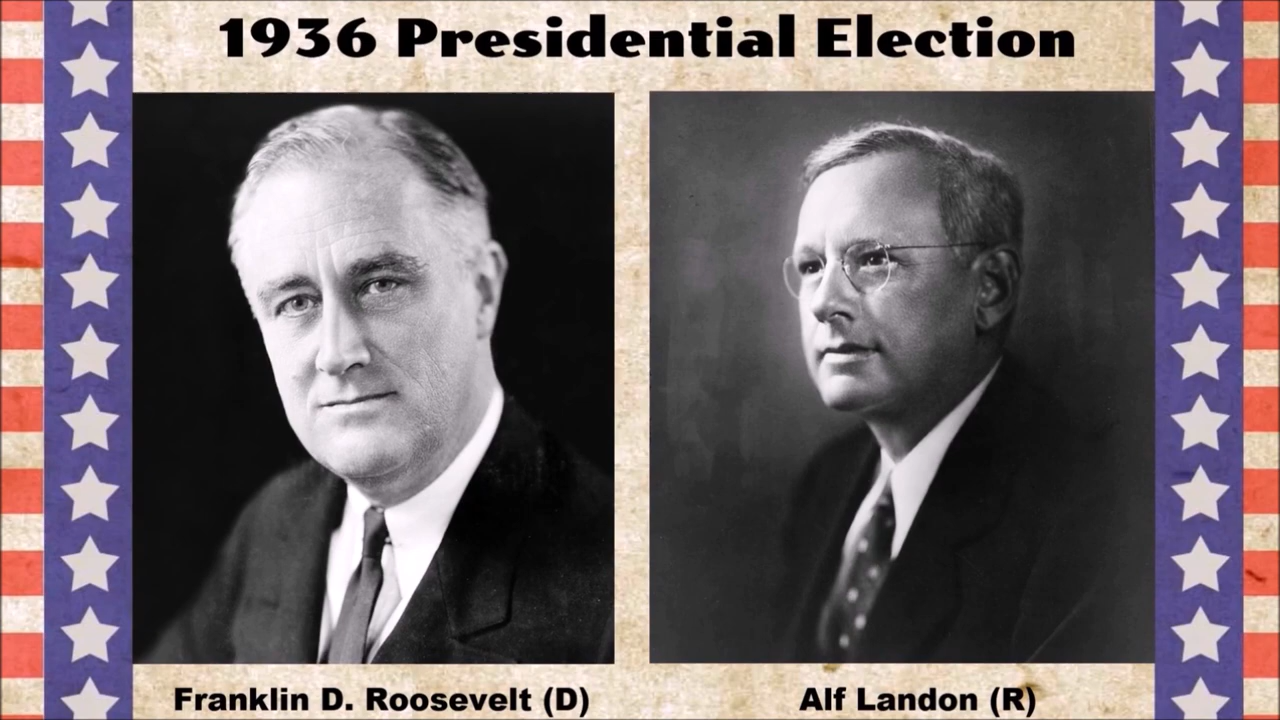 1936 Presidential Election
Franklin D. Roosevelt (D)
Alf Landon (R)